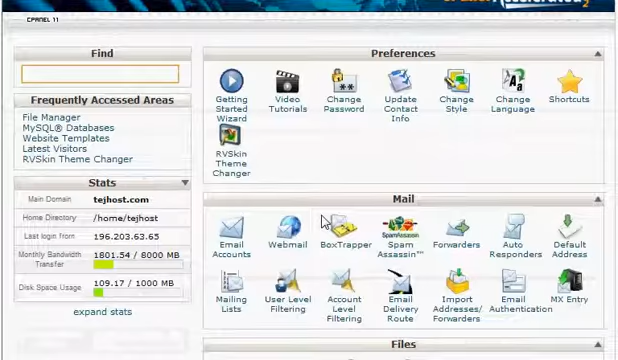 Accelerated2
CPANEL 11
Find
Frequently Accessed Areas
File Manager
MySQL® Databases
Website Templates
Latest Visitors
RVSkin Theme Changer
Stats
Main Domain tejhost.com
Home Directory /home/tejhost
Last login from 196.203.63.65
Monthly Bandwidth Transfer 1801.54 / 8000 MB
Disk Space Usage 109.17 / 1000 MB
expand stats
Preferences
Getting Started Wizard
Video Tutorials
Change Password
Update Contact Info
Change Style
Change Language
Shortcuts
RVSkin Theme Changer
Mail
Email Accounts
Webmail
BoxTrapper
SpamAssassin
Spam Assassin™
Forwarders
Auto Responders
Default Address
Mailing Lists
User Level Filtering
Account Level Filtering
Email Delivery Route
Import Addresses/ Forwarders
Email Authentication
MX Entry
Files